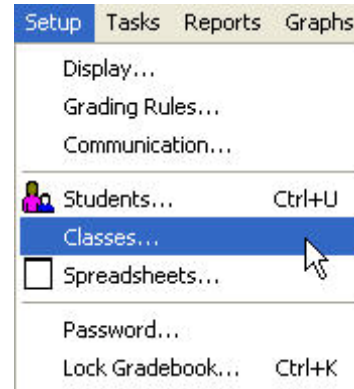 Setup Tasks Reports Graphs
Display...
Grading Rules...
Communication...
Students... Ctrl+U
Classes...
Spreadsheets...
Password...
Lock Gradebook... Ctrl+K